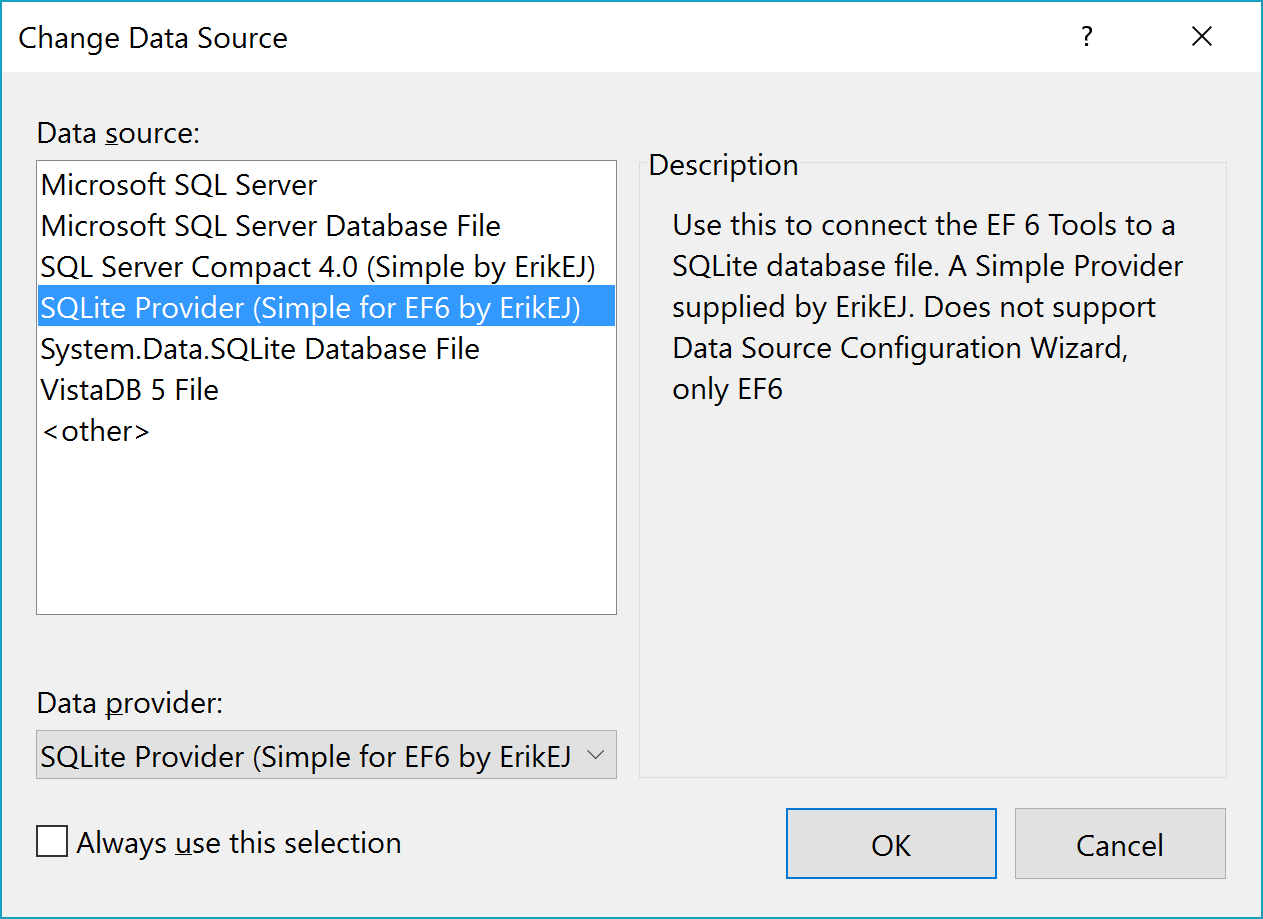 Change Data Source
?
Data source:
Microsoft SQL Server
Microsoft SQL Server Database File
SQL Server Compact 4.0 (Simple by ErikEJ)
SQLite Provider (Simple for EF6 by ErikEJ)
System.Data.SQLite Database File
VistaDB 5 File
<other>
Description
Use this to connect the EF 6 Tools to a
SQLite database file. A Simple Provider
supplied by ErikEJ. Does not support
Data Source Configuration Wizard,
only EF6
Data provider:
SQLite Provider (Simple for EF6 by ErikEJ
Always use this selection
OK
Cancel